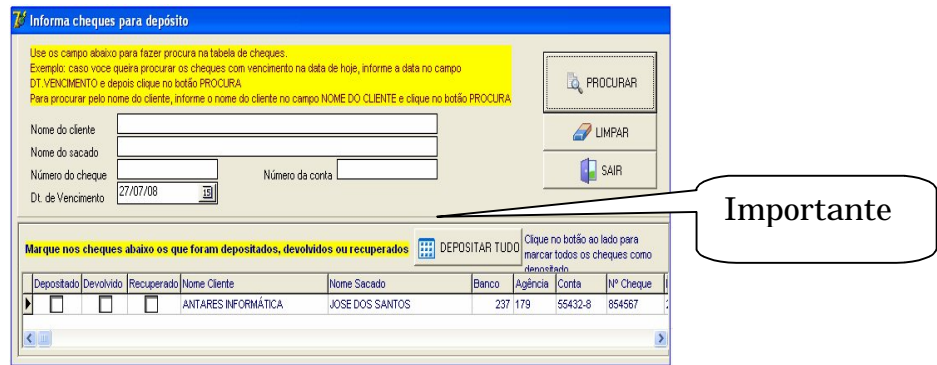 Informa cheques para depósito
Use os campo abaixo para fazer procura na tabela de cheques.
Exemplo: caso voce queira procurar os cheques com vencimento na data de hoje, informe a data no campo
DT.VENCIMENTO e depois clique no botão PROCURA
Para procurar pelo nome do cliente, informe o nome do cliente no campo NOME DO CLIENTE e clique no botão PROCURA
PROCURAR
LIMPAR
SAIR
Nome do cliente
Nome do sacado
Número do cheque
Número da conta
Dt. de Vencimento 27/07/08 15
Importante
Marque nos cheques abaixo os que foram depositados, devolvidos ou recuperados
DEPOSITAR TUDO
Clique no botão ao lado para
marcar todos os cheques como
depositado
Depositado Devolvido Recuperado Nome Cliente Nome Sacado Banco Agência Conta Nº Cheque
ANTARES INFORMÁTICA JOSE DOS SANTOS 237 179 55432-8 854567